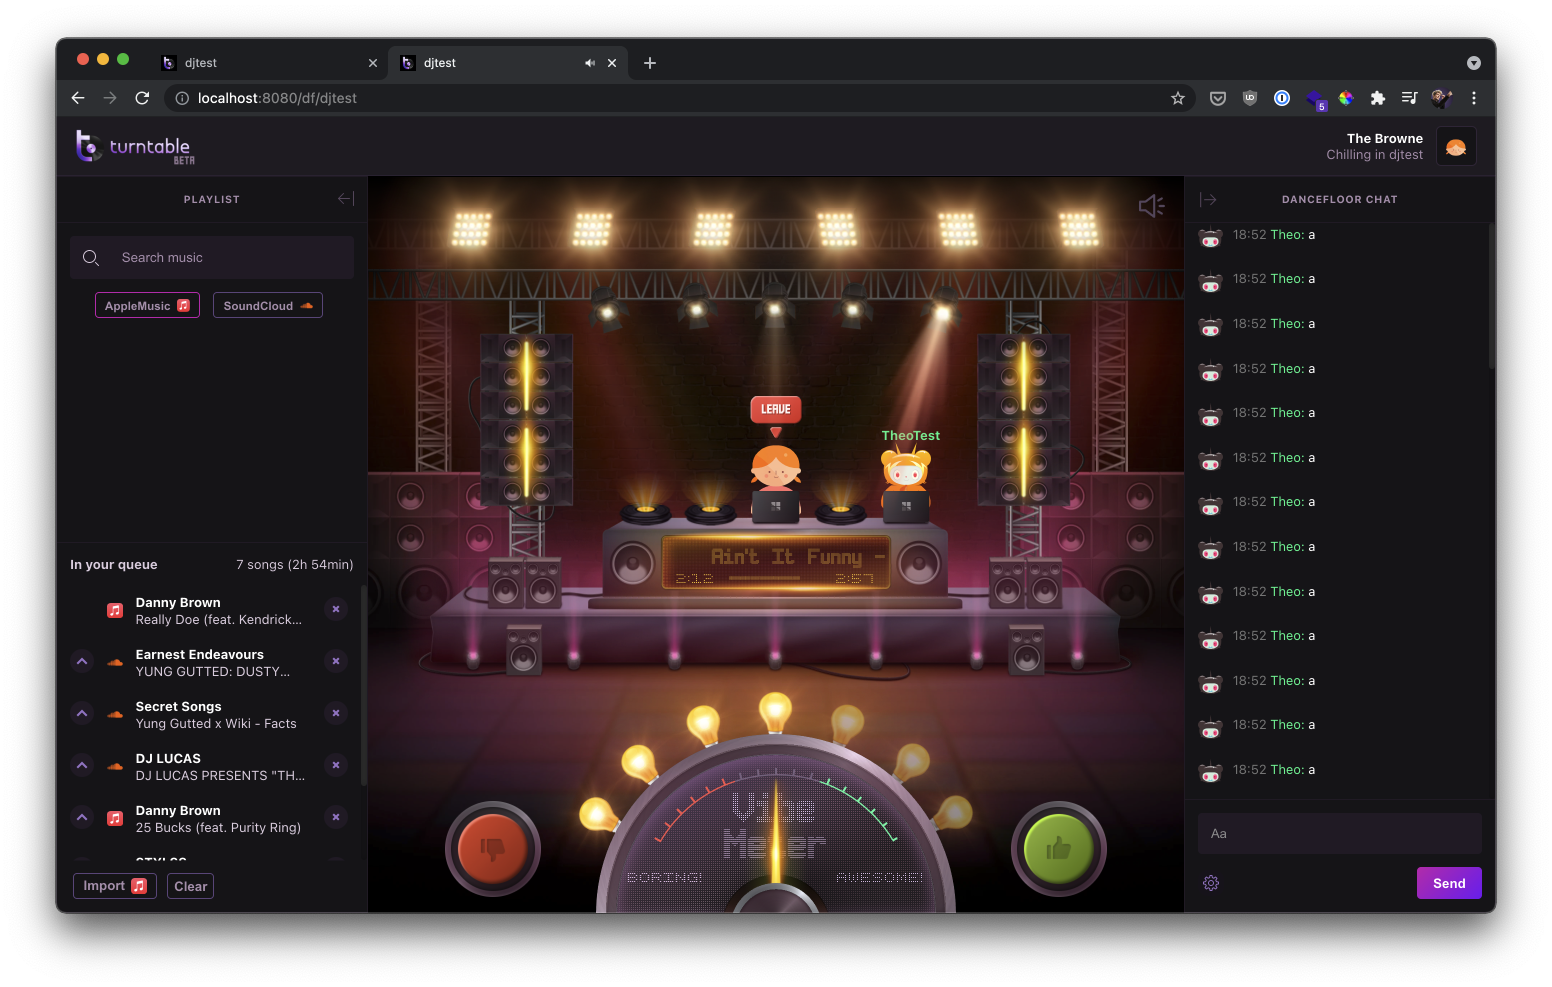 djtest
djtest
localhost:8080/df/djtest
5
turntable
BETA
The Browne
Chilling in djtest
PLAYLIST
Search music
AppleMusic
SoundCloud
In your queue
7 songs (2h 54min)
Danny Brown
Really Doe (feat. Kendrick...
Earnest Endeavours
YUNG GUTTED: DUSTY...
Secret Songs
Yung Gutted x Wiki - Facts
DJ LUCAS
DJ LUCAS PRESENTS "TH...
Danny Brown
25 Bucks (feat. Purity Ring)
Import
Clear
LEAVE
TheoTest
Ain't It Funny -
2:12
2:57
Vibe
Meter
BORING!
AWESOME!
DANCEFLOOR CHAT
18:52 Theo: a
18:52 Theo: a
18:52 Theo: a
18:52 Theo: a
18:52 Theo: a
18:52 Theo: a
18:52 Theo: a
18:52 Theo: a
18:52 Theo: a
18:52 Theo: a
18:52 Theo: a
18:52 Theo: a
18:52 Theo: a
Aa
Send